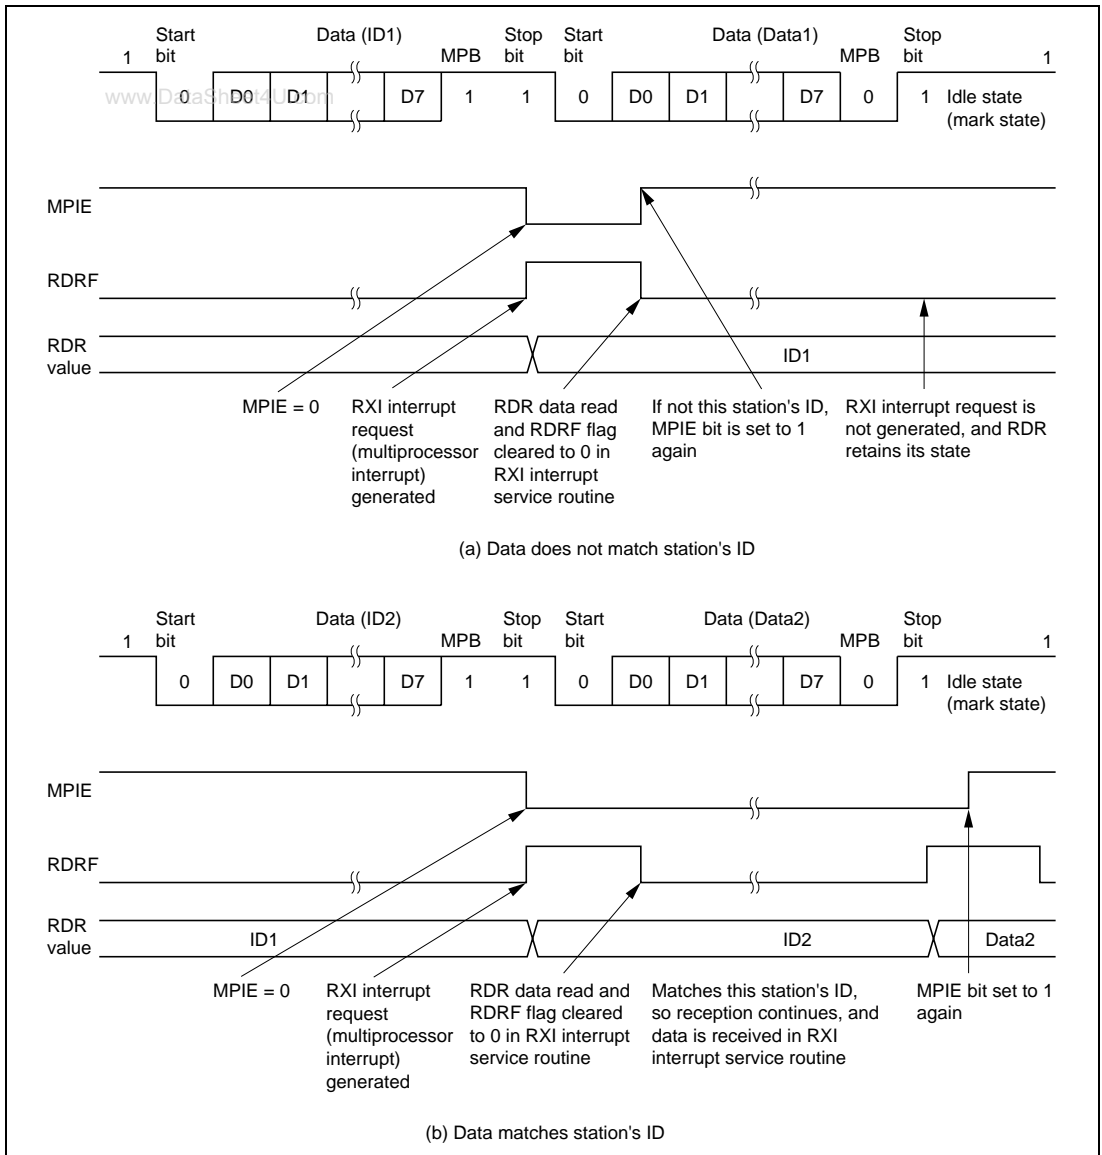 Start Data (ID1) Stop Start Data (Data1) Stop
1 bit MPB bit bit MPB bit 1
www.DataSheet4U.com
0 D0 D1 D7 1 1 0 D0 D1 D7 0 1 Idle state
(mark state)
MPIE
RDRF
RDR
value
ID1
MPIE = 0
RXI interrupt
request
(multiprocessor
interrupt)
generated
RDR data read
and RDRF flag
cleared to 0 in
RXI interrupt
service routine
If not this station's ID,
MPIE bit is set to 1
again
RXI interrupt request is
not generated, and RDR
retains its state
(a) Data does not match station's ID
Start Data (ID2) Stop Start Data (Data2) Stop
1 bit MPB bit bit MPB bit 1
0 D0 D1 D7 1 1 0 D0 D1 D7 0 1 Idle state
(mark state)
MPIE
RDRF
RDR
value
ID1 ID2 Data2
MPIE = 0
RXI interrupt
request
(multiprocessor
interrupt)
generated
RDR data read and
RDRF flag cleared
to 0 in RXI interrupt
service routine
Matches this station's ID,
so reception continues, and
data is received in RXI
interrupt service routine
MPIE bit set to 1
again
(b) Data matches station's ID